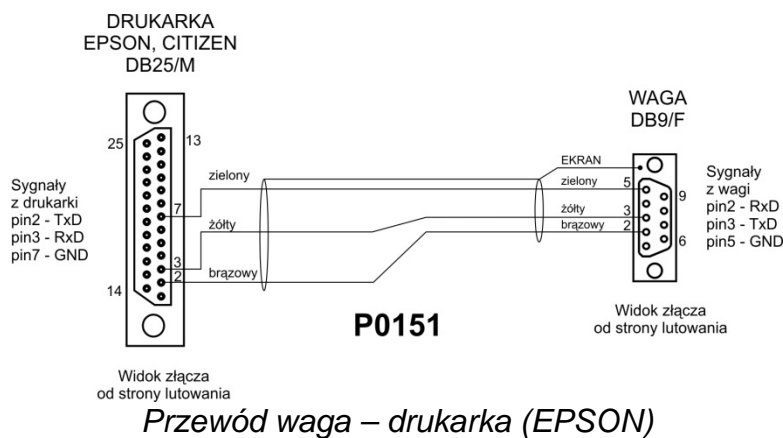 DRUKARKA
EPSON, CITIZEN
DB25/M
WAGA
DB9/F
25
13
Sygnały
z drukarki
pin2 - TxD
pin3 - RxD
pin7 - GND
7
3
2
14
zielony
żółty
brązowy
EKRAN
zielony
żółty
brązowy
5
3
2
9
6
Sygnały
z wagi
pin2 - RxD
pin3 - TxD
pin5 - GND
P0151
Widok złącza
od strony lutowania
Widok złącza
od strony lutowania
Przewód waga – drukarka (EPSON)